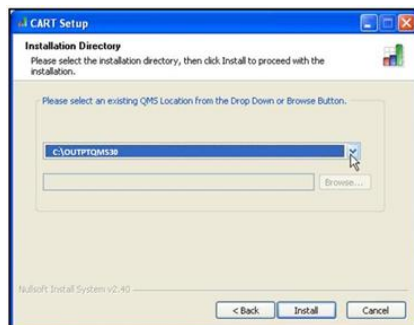 CART Setup
Installation Directory
Please select the installation directory, then click Install to proceed with the
installation.
Please select an existing QMS Location from the Drop Down or Browse Button.
C:\OUTPTQMS30
Browse...
Nullsoft Install System v2.40
< Back
Install
Cancel